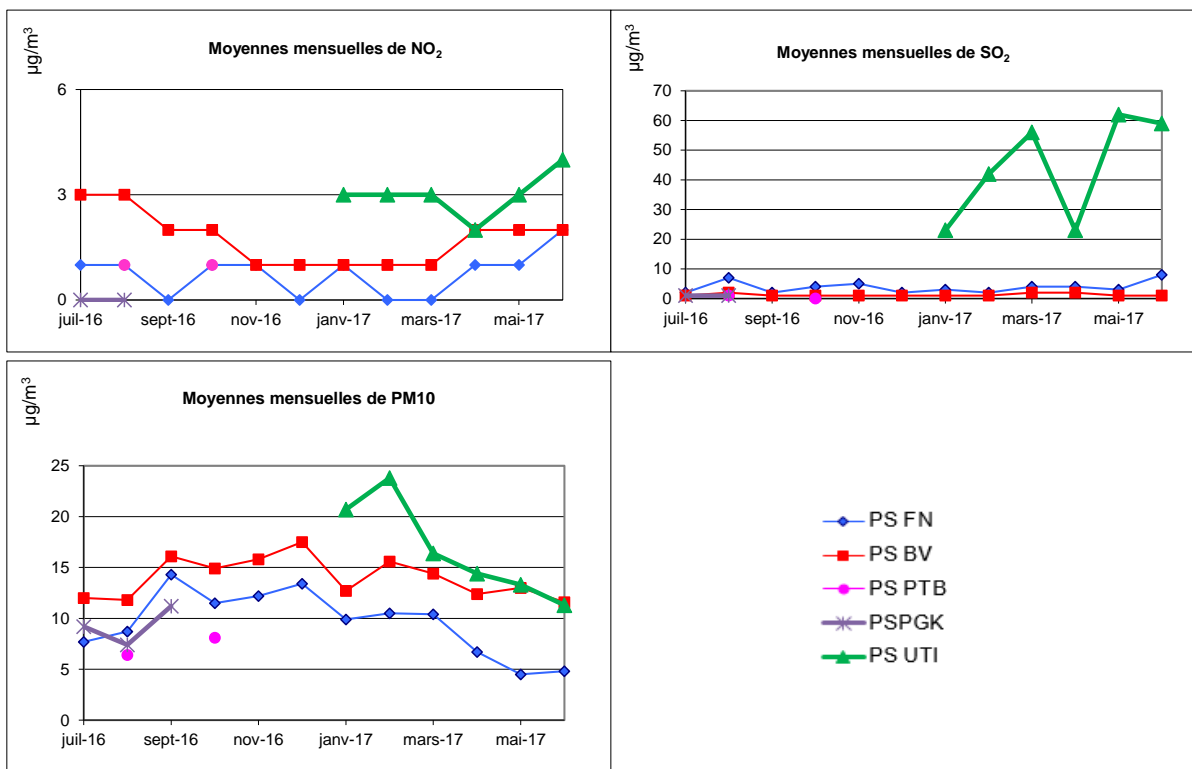 µg/m³
Moyennes mensuelles de NO₂
6
3
0
juil-16 sept-16 nov-16 janv-17 mars-17 mai-17
µg/m³
Moyennes mensuelles de SO₂
70
60
50
40
30
20
10
0
juil-16 sept-16 nov-16 janv-17 mars-17 mai-17
µg/m³
Moyennes mensuelles de PM10
25
20
15
10
5
0
juil-16 sept-16 nov-16 janv-17 mars-17 mai-17
PS FN
PS BV
PS PTB
PSPGK
PS UTI